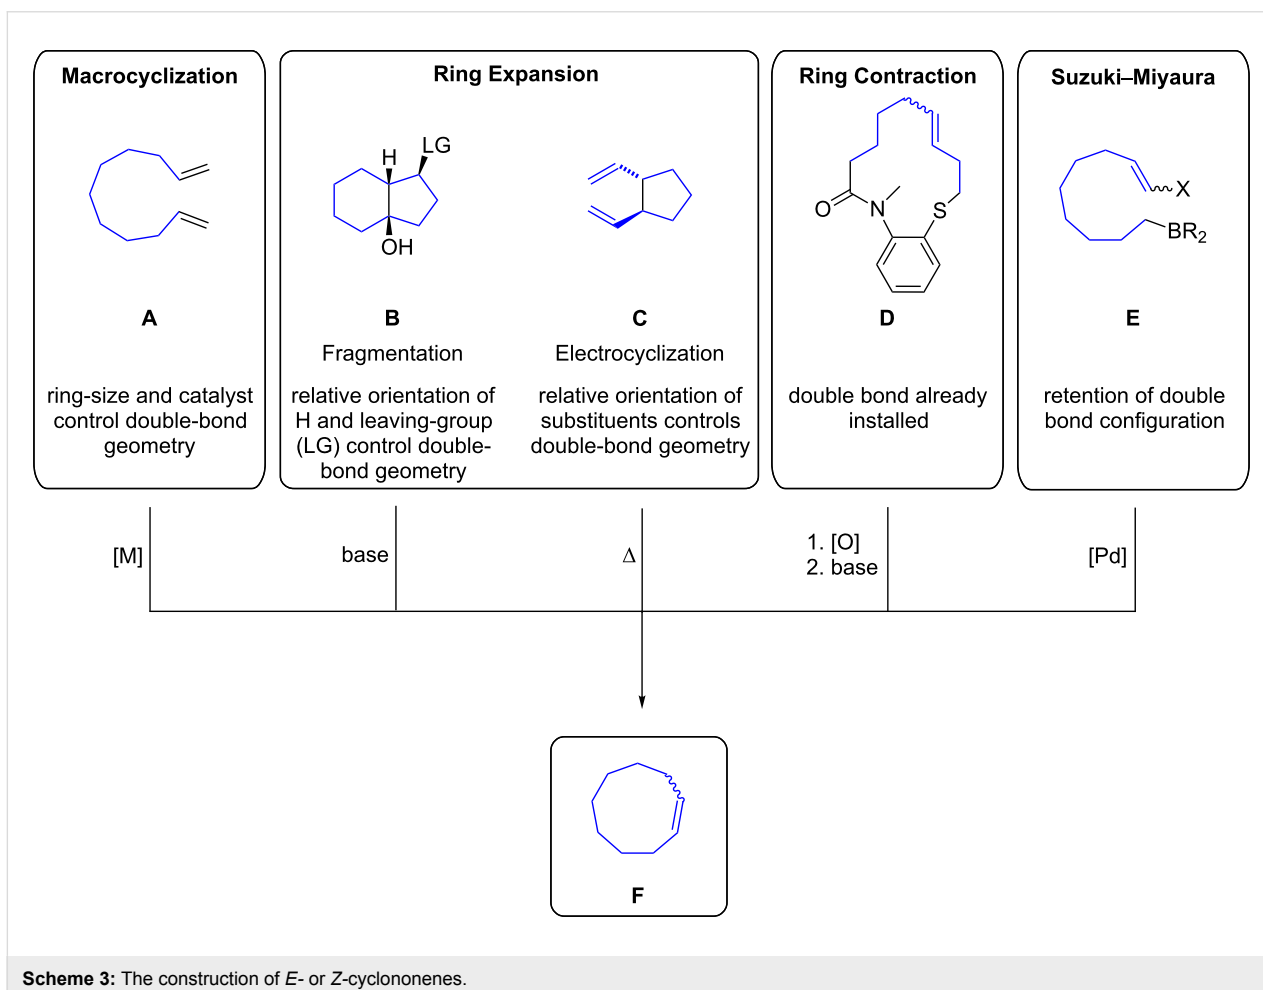 Macrocyclization
Ring Expansion
Ring Contraction
Suzuki–Miyaura
H
LG
OH
O
N
S
X
BR2
A
B
C
D
E
Fragmentation
Electrocyclization
ring-size and catalyst
control double-bond
geometry
relative orientation of
H and leaving-group
(LG) control double-
bond geometry
relative orientation of
substituents controls
double-bond geometry
double bond already
installed
retention of double
bond configuration
[M]
base
Δ
1. [O]
2. base
[Pd]
F
Scheme 3: The construction of E- or Z-cyclononenes.